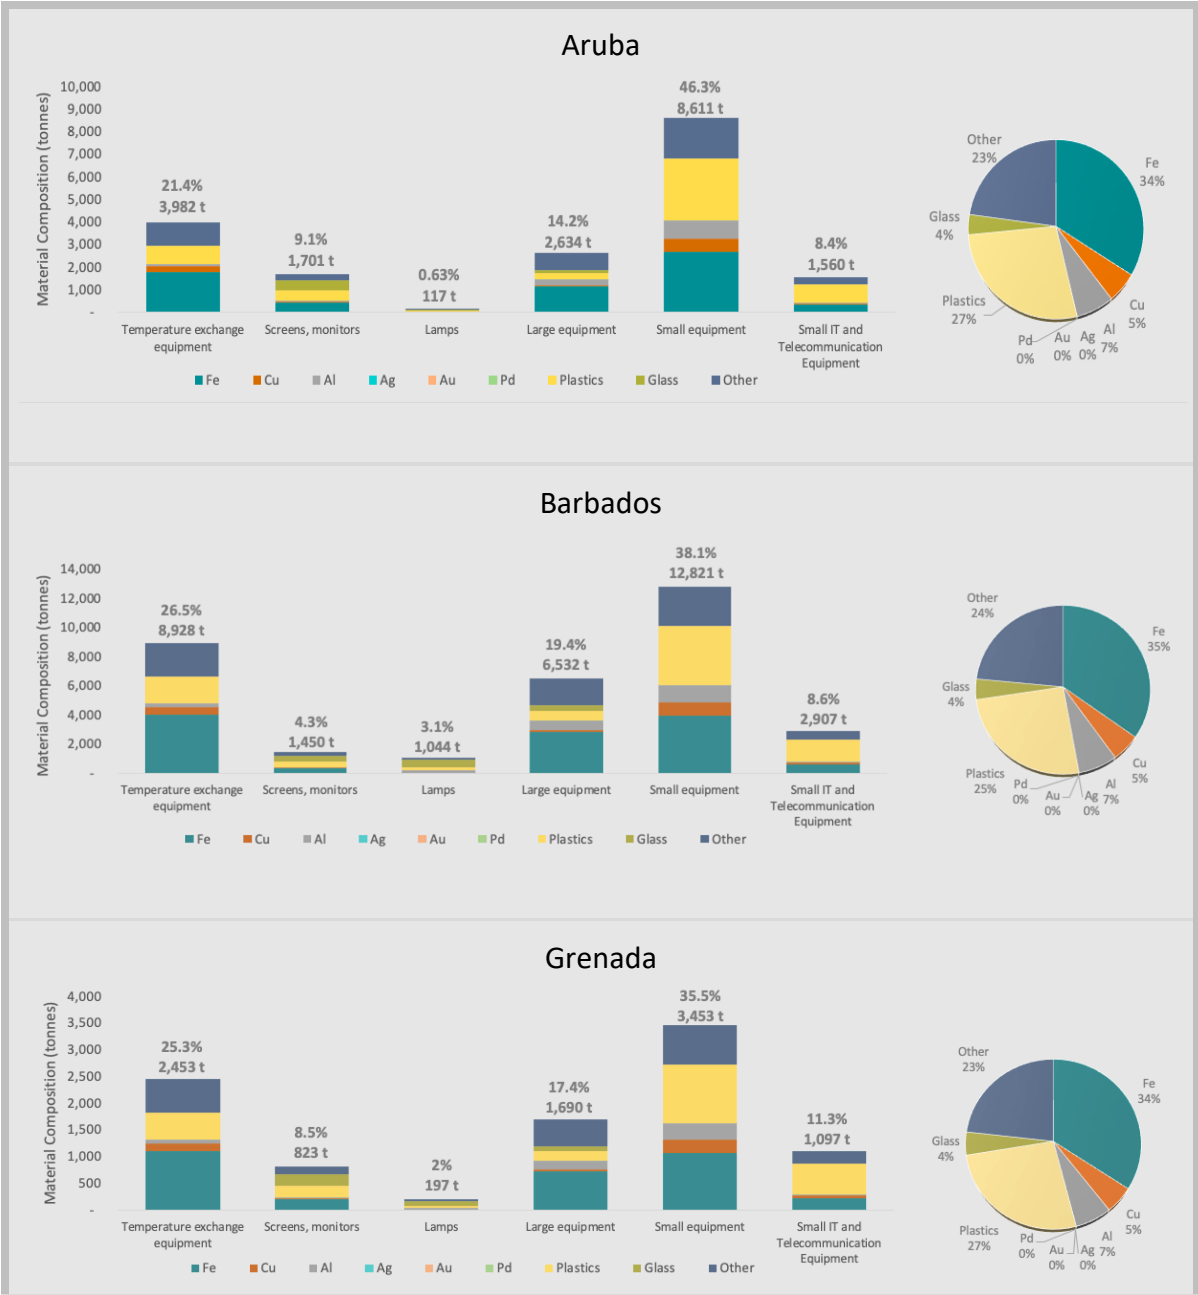 Aruba
Material Composition (tonnes)
10,000
9,000
8,000
7,000
6,000
5,000
4,000
3,000
2,000
1,000
-
21.4%
3,982 t
9.1%
1,701 t
0.63%
117 t
14.2%
2,634 t
46.3%
8,611 t
8.4%
1,560 t
Temperature exchange
equipment
Screens, monitors
Lamps
Large equipment
Small equipment
Small IT and
Telecommunication
Equipment
Fe Cu Al Ag Au Pd Plastics Glass Other
Other
23%
Fe
34%
Glass
4%
Plastics
27%
Pd
0%
Au
0%
Ag
0%
Al
7%
Cu
5%
Barbados
Material Composition (tonnes)
14,000
12,000
10,000
8,000
6,000
4,000
2,000
-
26.5%
8,928 t
4.3%
1,450 t
3.1%
1,044 t
19.4%
6,532 t
38.1%
12,821 t
8.6%
2,907 t
Temperature exchange
equipment
Screens, monitors
Lamps
Large equipment
Small equipment
Small IT and
Telecommunication
Equipment
Fe Cu Al Ag Au Pd Plastics Glass Other
Other
24%
Fe
35%
Glass
4%
Plastics
25%
Pd
0%
Au
0%
Ag
0%
Al
7%
Cu
5%
Grenada
Material Composition (tonnes)
4,000
3,500
3,000
2,500
2,000
1,500
1,000
500
-
25.3%
2,453 t
8.5%
823 t
2%
197 t
17.4%
1,690 t
35.5%
3,453 t
11.3%
1,097 t
Temperature exchange
equipment
Screens, monitors
Lamps
Large equipment
Small equipment
Small IT and
Telecommunication
Equipment
Fe Cu Al Ag Au Pd Plastics Glass Other
Other
23%
Fe
34%
Glass
4%
Plastics
27%
Pd
0%
Au
0%
Ag
0%
Al
7%
Cu
5%